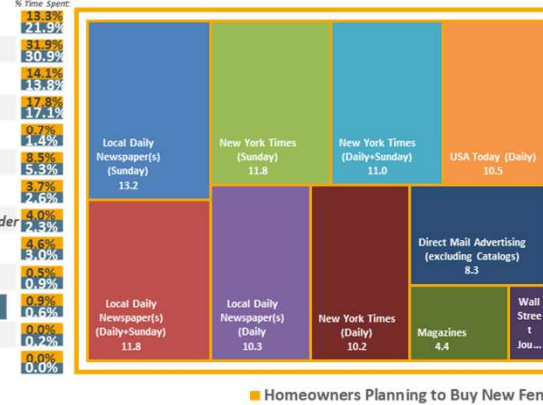 % Time Spent:
13.3%
21.9%
31.9%
30.9%
14.1%
13.8%
17.8%
17.1%
0.7%
1.4%
8.5%
5.3%
3.7%
2.6%
4.0%
2.3%
4.6%
3.0%
0.5%
0.9%
0.9%
0.6%
0.0%
0.2%
0.0%
0.0%
der
Local Daily
Newspaper(s)
(Sunday)
13.2
New York Times
(Sunday)
11.8
New York Times
(Daily+Sunday)
11.0
USA Today (Daily)
10.5
Local Daily
Newspaper(s)
(Daily+Sunday)
11.8
Local Daily
Newspaper(s)
(Daily
10.3
New York Times
(Daily)
10.2
Direct Mail Advertising
(excluding Catalogs)
8.3
Magazines
4.4
Wall
Stree
t
Jou...
Homeowners Planning to Buy New Fen